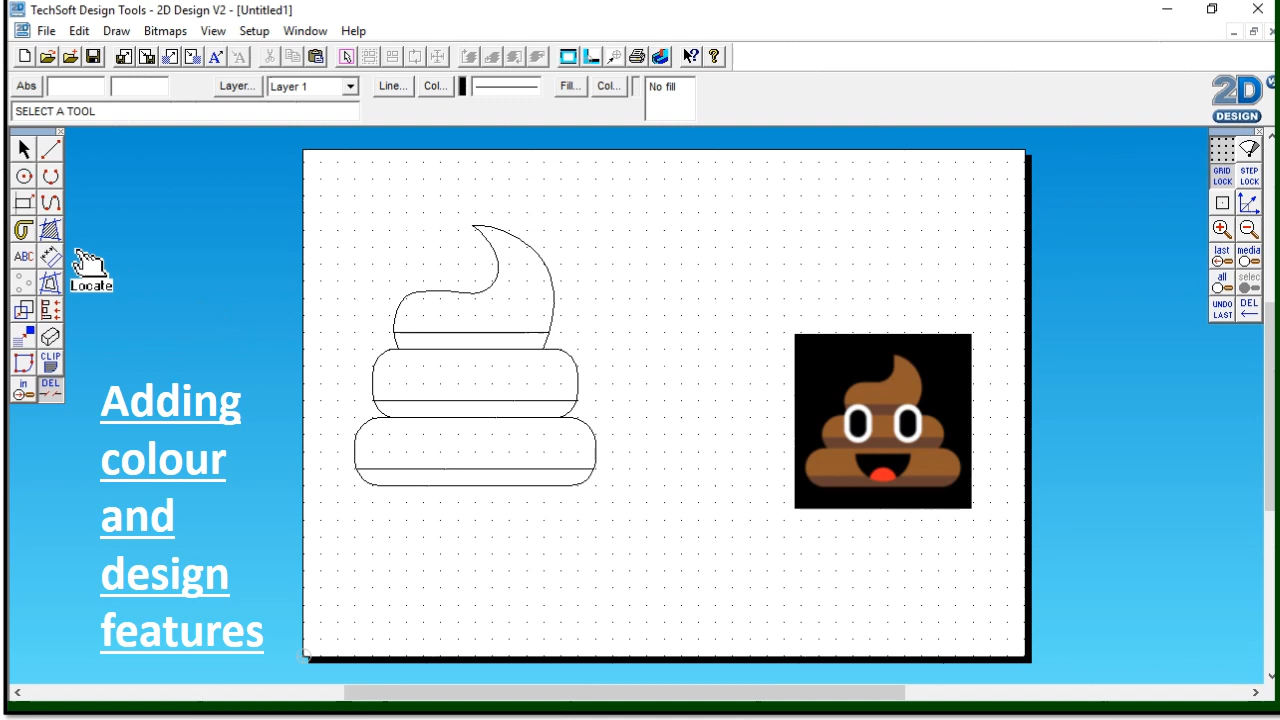 TechSoft Design Tools - 2D Design V2 - [Untitled1]
2D File Edit Draw Bitmaps View Setup Window Help
Abs Layer... Layer 1 Line... Col... Fill... Col... No fill
SELECT A TOOL
2D
DESIGN
GRID LOCK STEP LOCK
ABC
last media
all selec
UNDO LAST DEL
CLIP
in DEL
Locate
Adding
colour
and
design
features